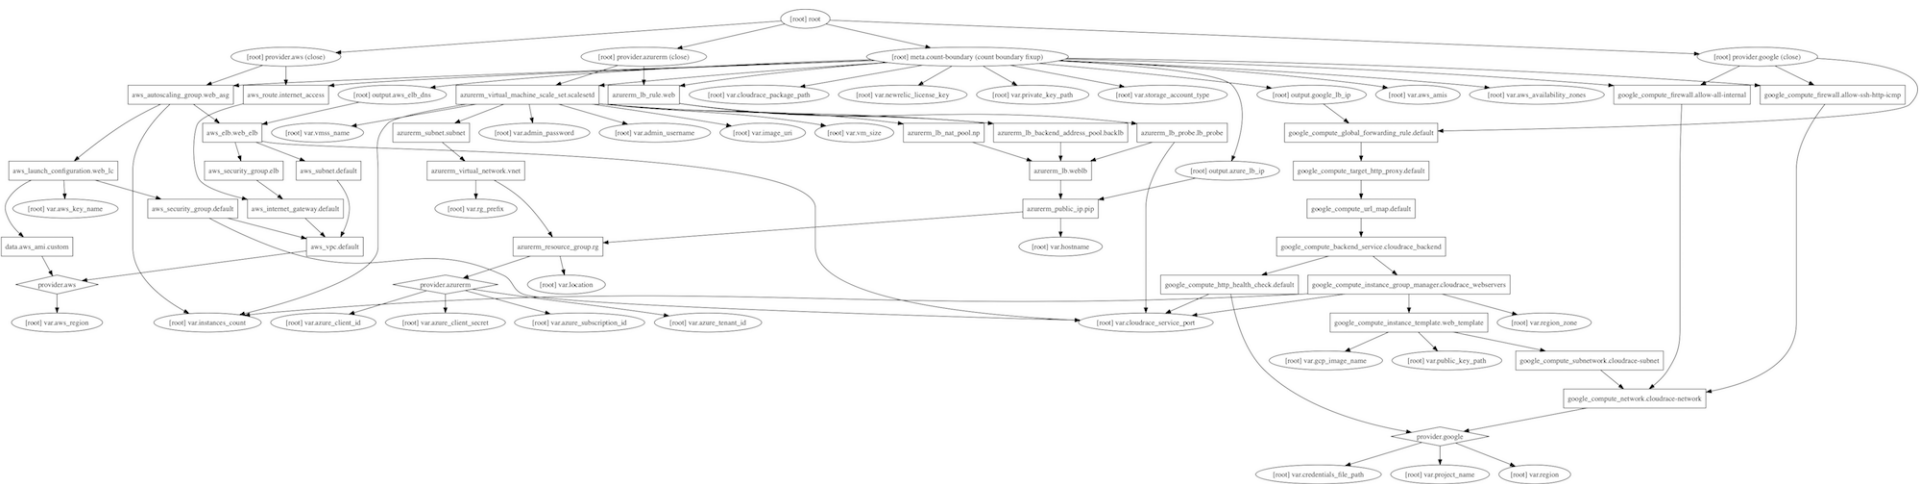 [root] root
[root] provider.aws (close)
[root] provider.azurerm (close)
[root] meta.count-boundary (count boundary fixup)
[root] provider.google (close)
aws_autoscaling_group.web_asg
aws_route.internet_access
[root] output.aws_elb_dns
azurerm_virtual_machine_scale_set.scalesetd
azurerm_lb_rule.web
[root] var.cloudrace_package_path
[root] var.newrelic_license_key
[root] var.private_key_path
[root] var.storage_account_type
[root] output.google_lb_ip
[root] var.aws_amis
[root] var.aws_availability_zones
google_compute_firewall.allow-all-internal
google_compute_firewall.allow-ssh-http-icmp
aws_elb.web_elb
[root] var.vmss_name
azurerm_subnet.subnet
[root] var.admin_password
[root] var.admin_username
[root] var.image_uri
[root] var.vm_size
azurerm_lb_nat_pool.np
azurerm_lb_backend_address_pool.backlb
azurerm_lb_probe.lb_probe
google_compute_global_forwarding_rule.default
aws_launch_configuration.web_lc
aws_security_group.elb
aws_subnet.default
azurerm_virtual_network.vnet
azurerm_lb.weblb
[root] output.azure_lb_ip
google_compute_target_http_proxy.default
[root] var.aws_key_name
aws_security_group.default
aws_internet_gateway.default
[root] var.rg_prefix
azurerm_public_ip.pip
google_compute_url_map.default
data.aws_ami.custom
aws_vpc.default
azurerm_resource_group.rg
[root] var.hostname
google_compute_backend_service.cloudrace_backend
provider.aws
provider.azurerm
[root] var.location
google_compute_http_health_check.default
google_compute_instance_group_manager.cloudrace_webservers
[root] var.aws_region
[root] var.instances_count
[root] var.azure_client_id
[root] var.azure_client_secret
[root] var.azure_subscription_id
[root] var.azure_tenant_id
[root] var.cloudrace_service_port
google_compute_instance_template.web_template
[root] var.region_zone
[root] var.gcp_image_name
[root] var.public_key_path
google_compute_subnetwork.cloudrace-subnet
google_compute_network.cloudrace-network
provider.google
[root] var.credentials_file_path
[root] var.project_name
[root] var.region